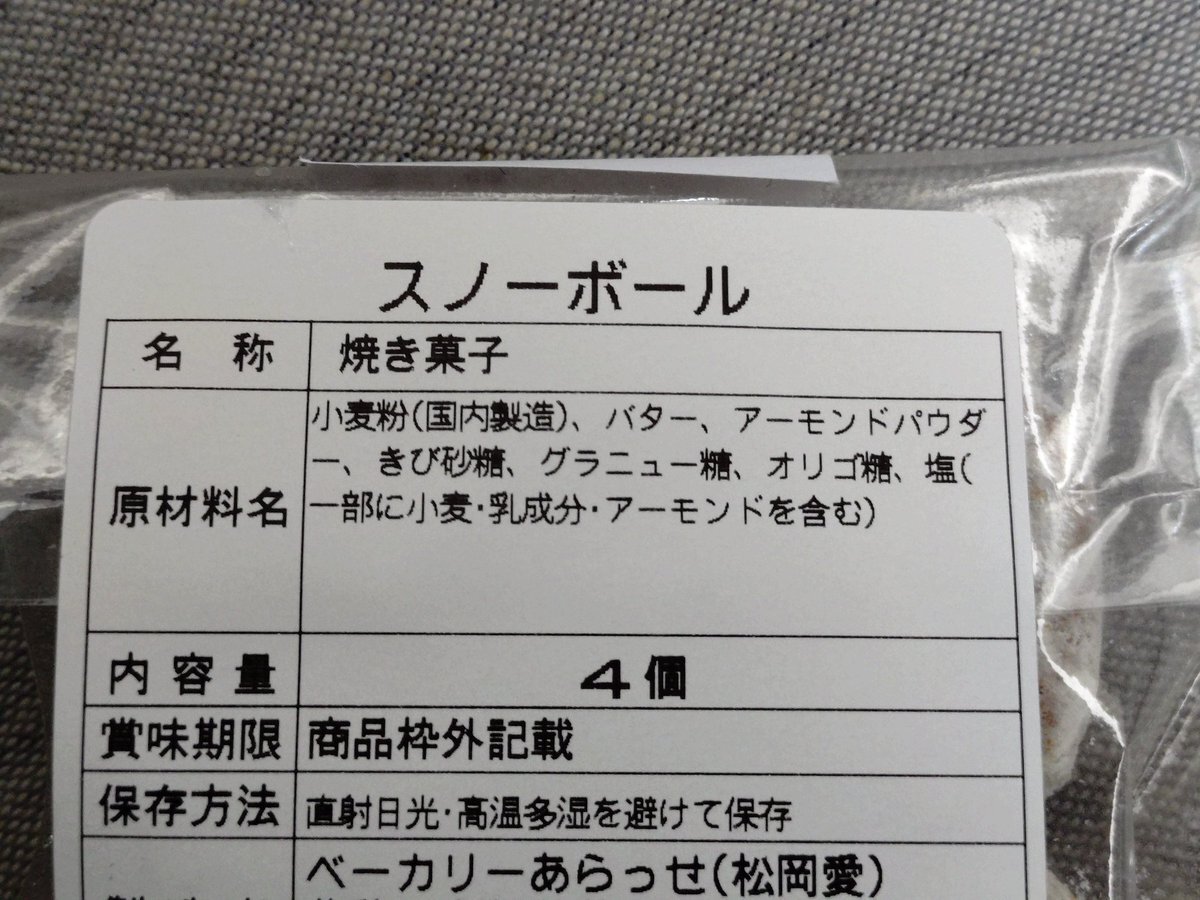 スノーボール
名称 焼き菓子
原材料名
小麦粉(国内製造)、バター、アーモンドパウダ
ー、きび砂糖、グラニュー糖、オリゴ糖、塩(
一部に小麦・乳成分・アーモンドを含む)
内容量 4個
賞味期限 商品枠外記載
保存方法 直射日光・高温多湿を避けて保存
ベーカリーあらっせ(松岡愛)